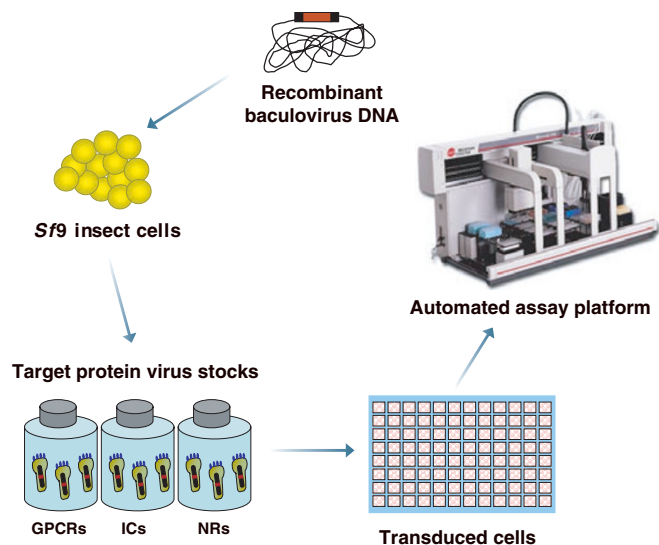 Recombinant
baculovirus DNA
Sf9 insect cells
Automated assay platform
Target protein virus stocks
GPCRs
ICs
NRs
Transduced cells